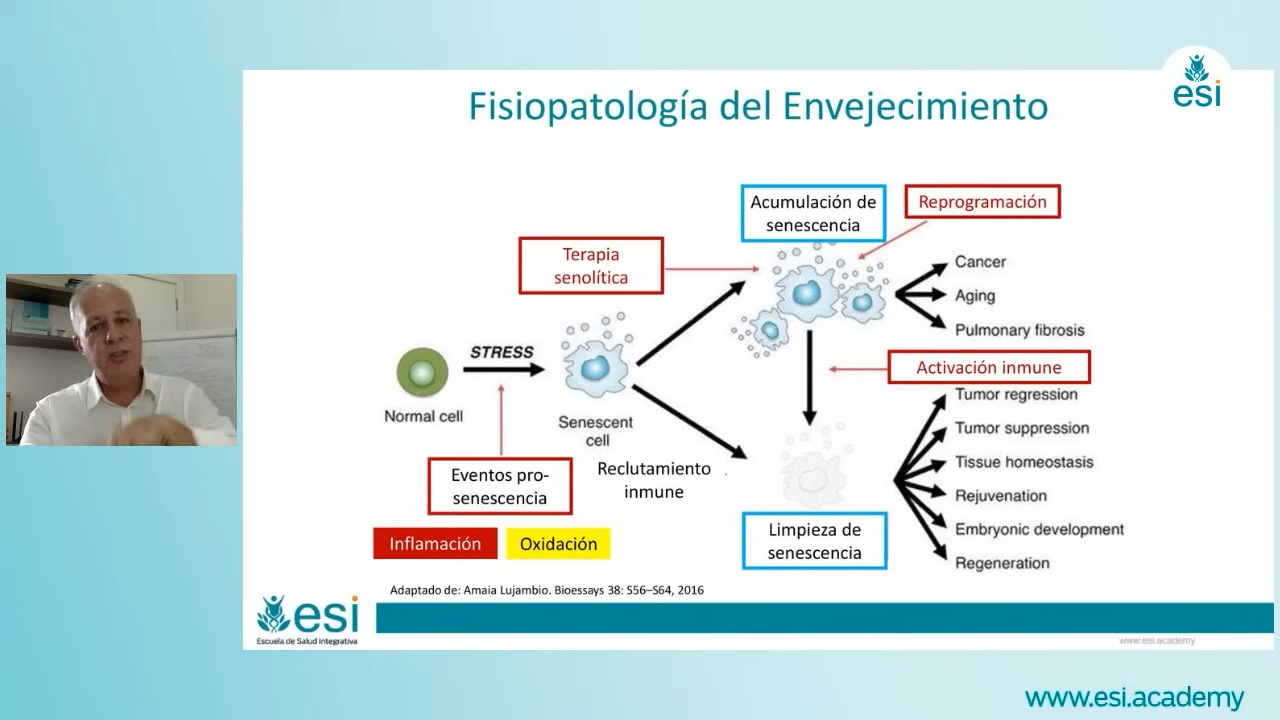 esi
Fisiopatología del Envejecimiento
Acumulación de
senescencia
Reprogramación
Terapia
senolítica
Cancer
Aging
Pulmonary fibrosis
STRESS
Normal cell
Senescent
cell
Activación inmune
Tumor regression
Tumor suppression
Tissue homeostasis
Rejuvenation
Embryonic development
Regeneration
Eventos pro-
senescencia
Reclutamiento
inmune
Limpieza de
senescencia
Inflamación
Oxidación
Adaptado de: Amaia Lujambio. Bioessays 38: S56–S64, 2016
esi
Escuela de Salud Integrativa
www.esi.academy
www.esi.academy